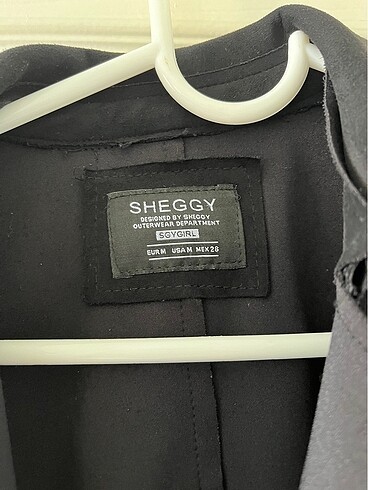 SHEGGY
DESIGNED BY SHEGGY
OUTERWEAR DEPARTMENT
SGYGIRL
EUR M USA M MEX 28